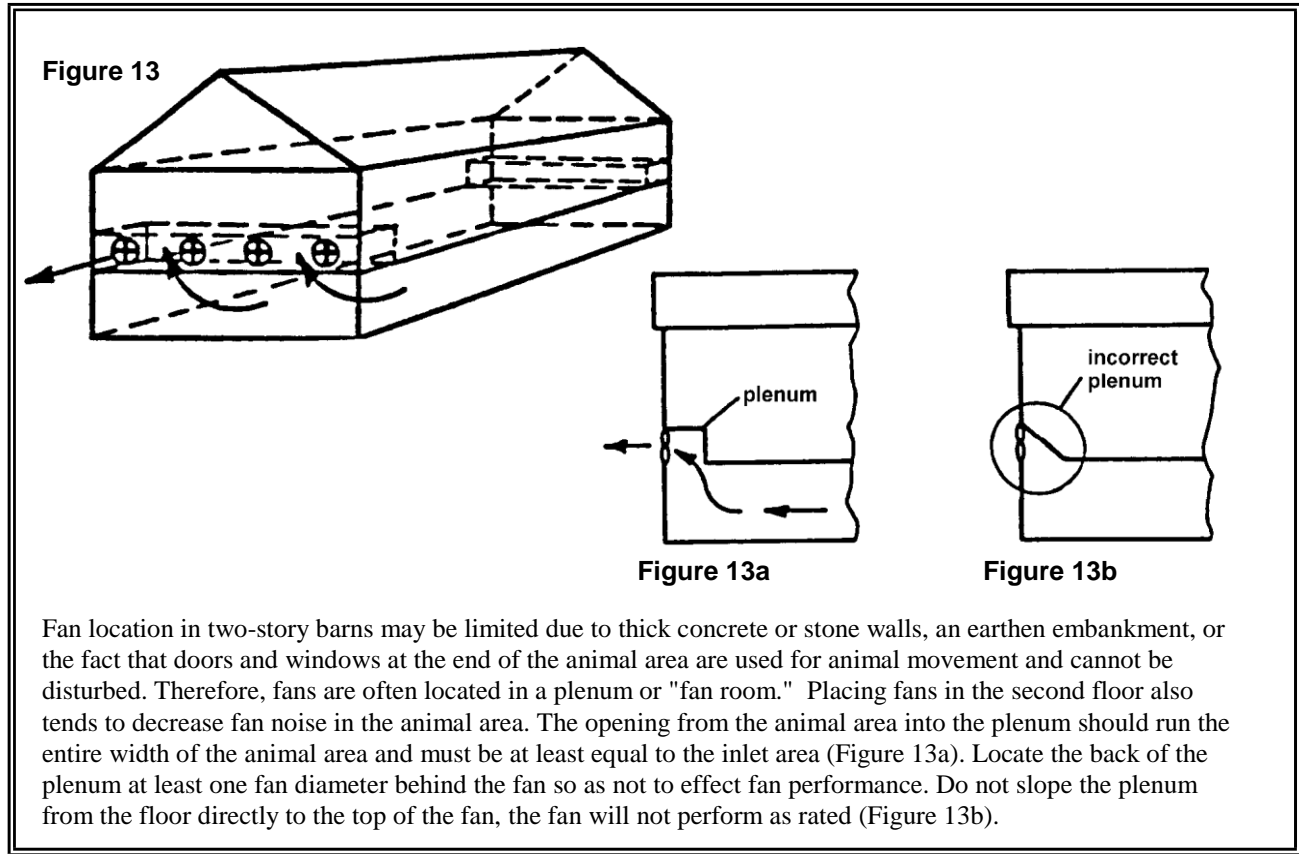 Figure 13
plenum
incorrect
plenum
Figure 13a
Figure 13b
Fan location in two-story barns may be limited due to thick concrete or stone walls, an earthen embankment, or
the fact that doors and windows at the end of the animal area are used for animal movement and cannot be
disturbed. Therefore, fans are often located in a plenum or "fan room." Placing fans in the second floor also
tends to decrease fan noise in the animal area. The opening from the animal area into the plenum should run the
entire width of the animal area and must be at least equal to the inlet area (Figure 13a). Locate the back of the
plenum at least one fan diameter behind the fan so as not to effect fan performance. Do not slope the plenum
from the floor directly to the top of the fan, the fan will not perform as rated (Figure 13b).